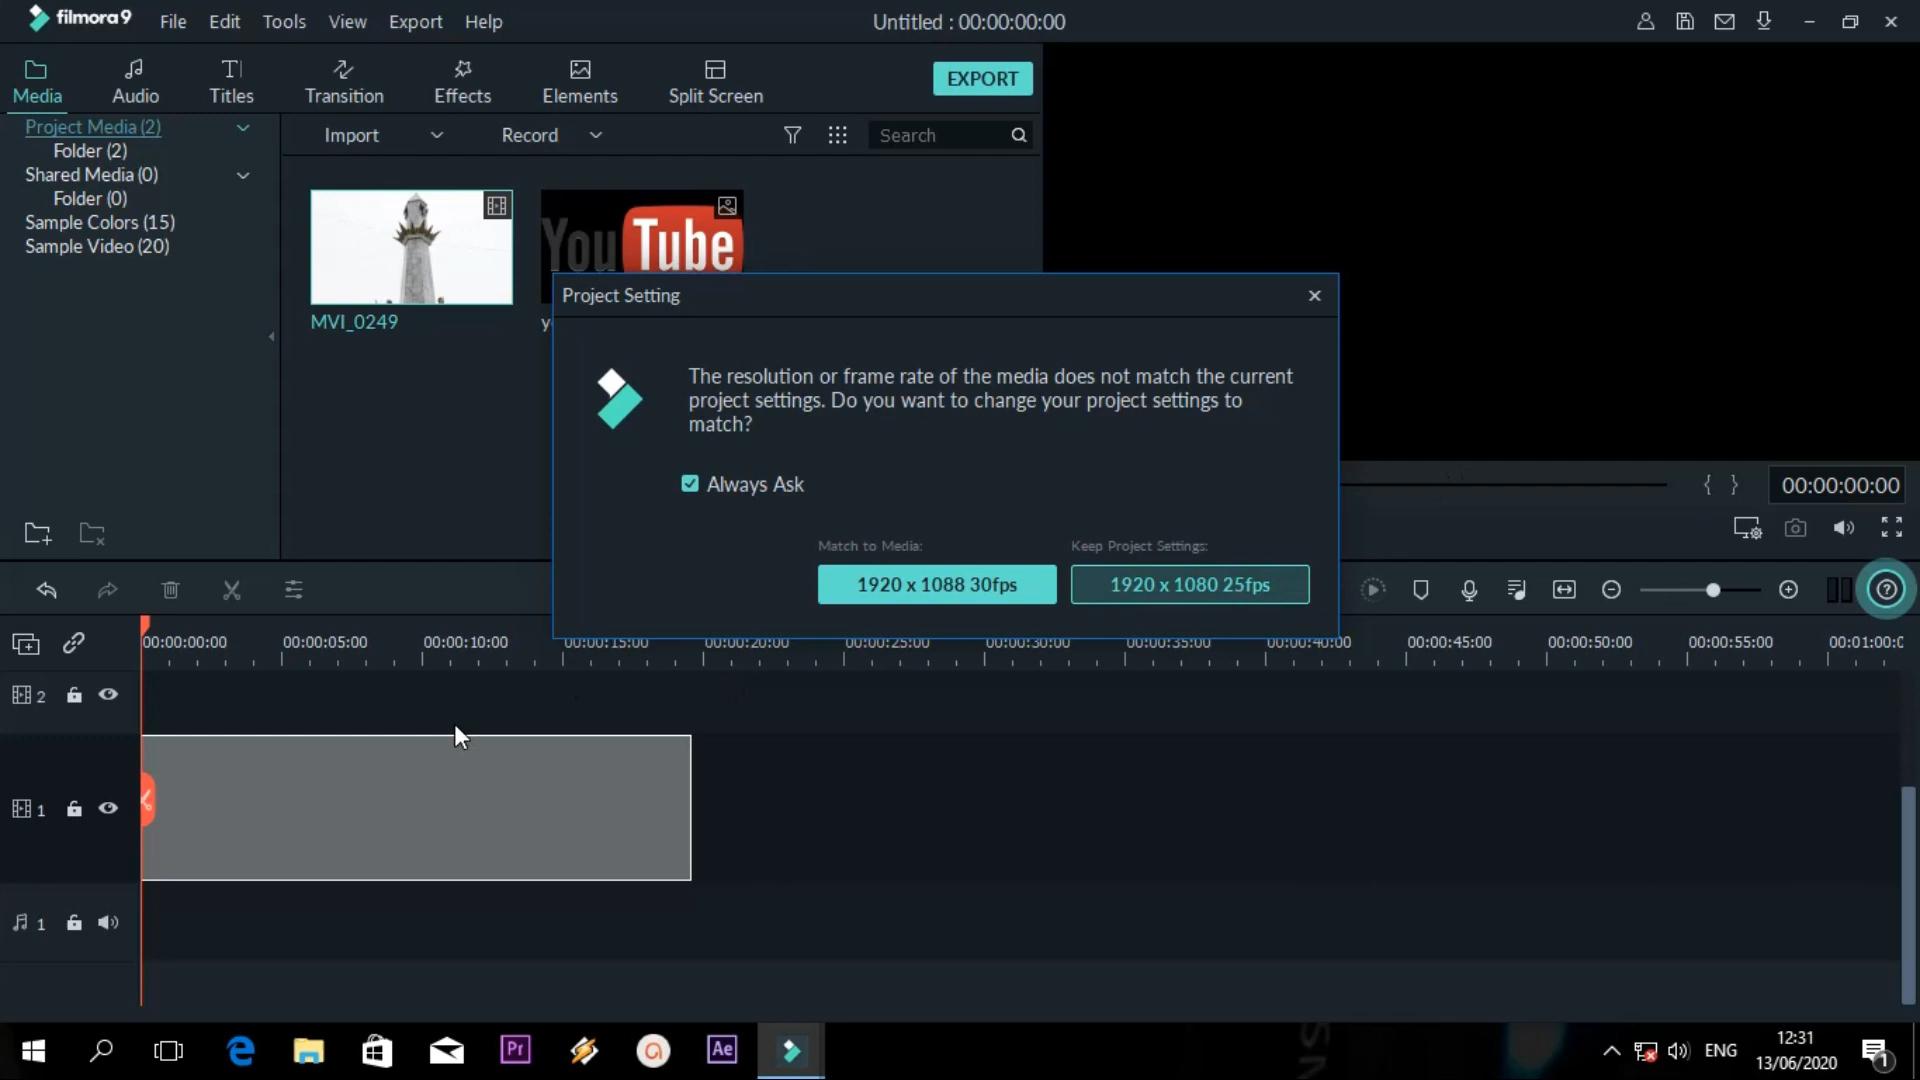 filmora9
File Edit Tools View Export Help
Untitled : 00:00:00:00
Media Audio Titles Transition Effects Elements Split Screen
EXPORT
Project Media (2)
Folder (2)
Shared Media (0)
Folder (0)
Sample Colors (15)
Sample Video (20)
Import Record Search
YouTube
MVI_0249
y
Project Setting
The resolution or frame rate of the media does not match the current
project settings. Do you want to change your project settings to
match?
Always Ask
Match to Media: Keep Project Settings:
1920 x 1088 30fps 1920 x 1080 25fps
00:00:00:00
00:00:00:00 00:00:05:00 00:00:10:00 00:00:15:00 00:00:20:00 00:00:25:00 00:00:30:00 00:00:35:00 00:00:40:00 00:00:45:00 00:00:50:00 00:00:55:00 00:01:00:0
2
1
1
Pr Ae
ENG
12:31
13/06/2020
1